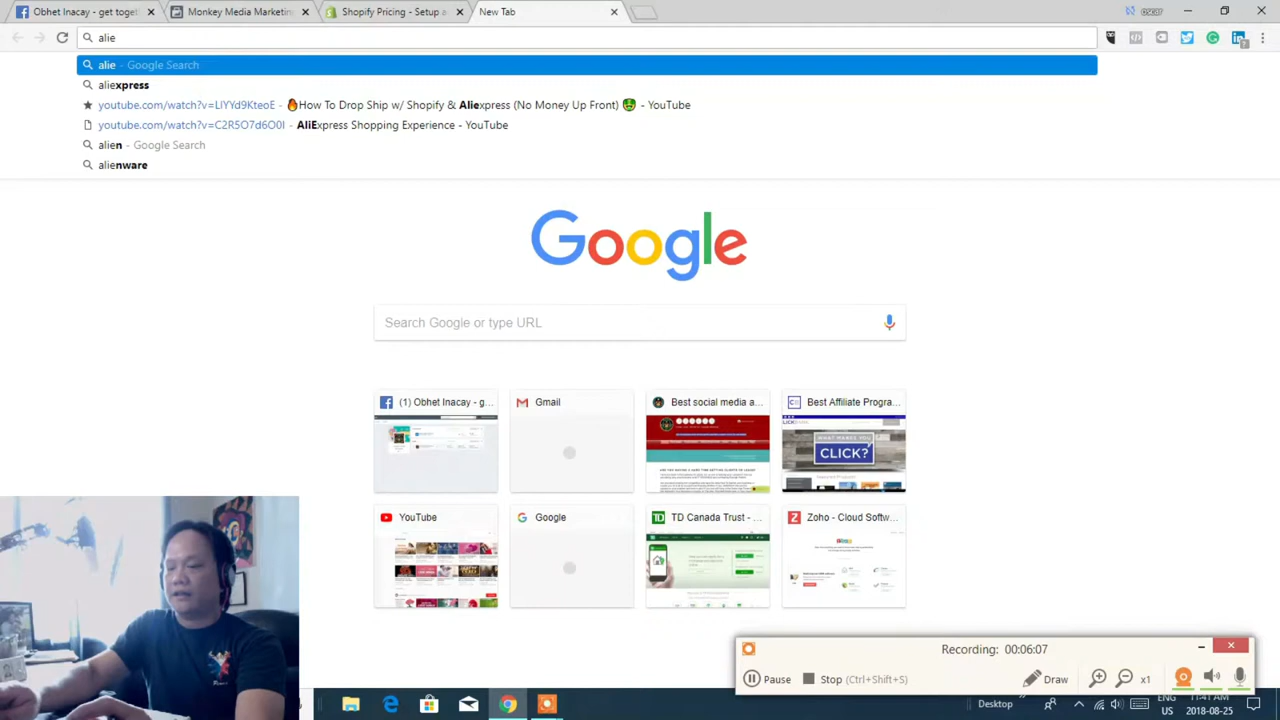 Obhet Inacay - get toget
Monkey Media Marketin
Shopify Pricing - Setup a
New Tab
alie
alie - Google Search
aliexpress
youtube.com/watch?v=LIYYd9KteoE - 🔥How To Drop Ship w/ Shopify & Aliexpress (No Money Up Front) 🤑 - YouTube
youtube.com/watch?v=C2R5O7d6O0I - AliExpress Shopping Experience - YouTube
alien - Google Search
alienware
Google
Search Google or type URL
(1) Obhet Inacay - g...
Gmail
Best social media a...
Best Affiliate Progra...
WHAT MAKES YOU
CLICK?
YouTube
Google
TD Canada Trust - ...
Zoho - Cloud Softw...
Recording: 00:06:07
Pause
Stop (Ctrl+Shift+S)
Draw
x1
Desktop
ENG
US
11:41 AM
2018-08-25